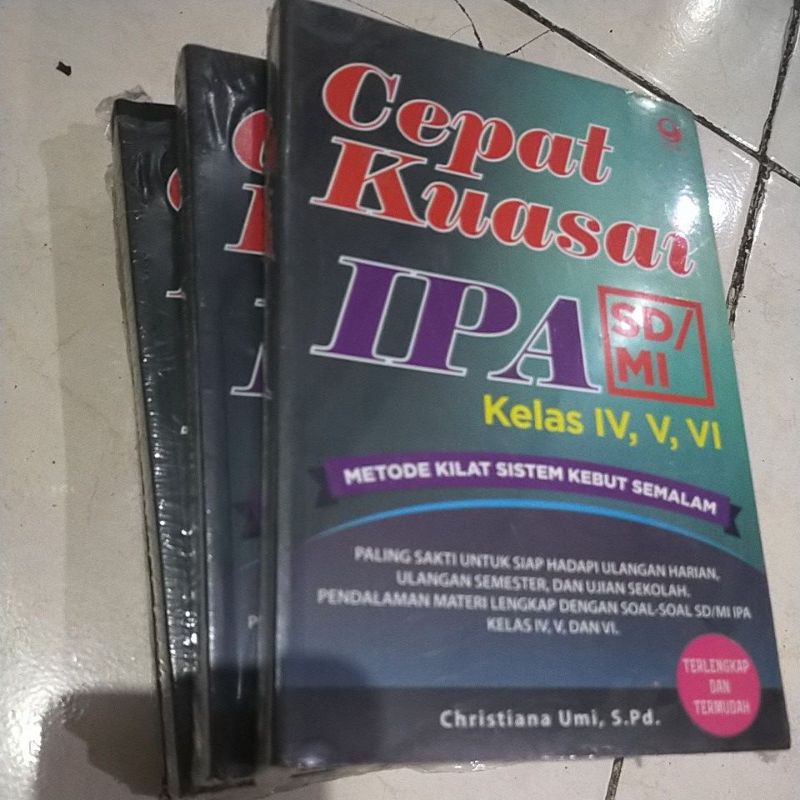 Cepat
Kuasai
IPA
SD/
MI
Kelas IV, V, VI
METODE KILAT SISTEM KEBUT SEMALAM
PALING SAKTI UNTUK SIAP HADAPI ULANGAN HARIAN,
ULANGAN SEMESTER, DAN UJIAN SEKOLAH.
PENDALAMAN MATERI LENGKAP DENGAN SOAL-SOAL SD/MI IPA
KELAS IV, V, DAN VI.
TERLENGKAP
DAN
TERMUDAH
Christiana Umi, S.Pd.